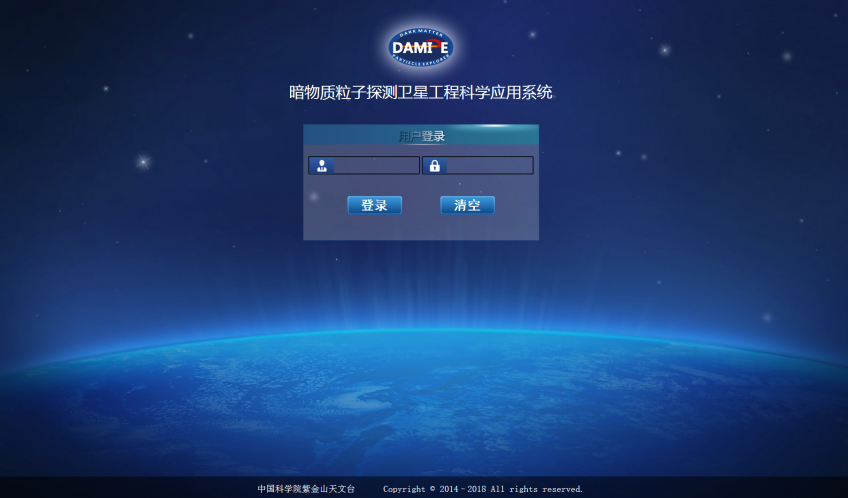 DARK MATTER
DAMPE
PARTICLE EXPLORER
暗物质粒子探测卫星工程科学应用系统
用户登录
登录 清空
中国科学院紫金山天文台 Copyright © 2014-2018 All rights reserved.